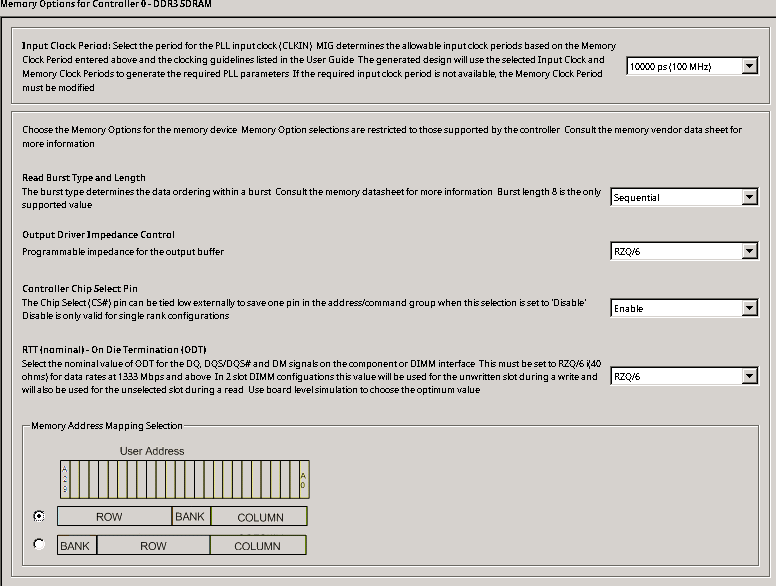 Memory Options for Controller 0 - DDR3 SDRAM
Input Clock Period: Select the period for the PLL input clock (CLKIN) MIG determines the allowable input clock periods based on the Memory
Clock Period entered above and the clocking guidelines listed in the User Guide The generated design will use the selected Input Clock and
Memory Clock Periods to generate the required PLL parameters If the required input clock period is not available, the Memory Clock Period
must be modified
10000 ps (100 MHz)
Choose the Memory Options for the memory device Memory Option selections are restricted to those supported by the controller Consult the memory vendor data sheet for
more information
Read Burst Type and Length
The burst type determines the data ordering within a burst Consult the memory datasheet for more information Burst length 8 is the only
supported value
Sequential
Output Driver Impedance Control
Programmable impedance for the output buffer
RZQ/6
Controller Chip Select Pin
The Chip Select (CS#) pin can be tied low externally to save one pin in the address/command group when this selection is set to 'Disable'
Disable is only valid for single rank configurations
Enable
RTT (nominal) - On Die Termination (ODT)
Select the nominal value of ODT for the DQ, DQS/DQS# and DM signals on the component or DIMM interface This must be set to RZQ/6 (40
ohms) for data rates at 1333 Mbps and above In 2 slot DIMM configuations this value will be used for the unwritten slot during a write and
will also be used for the unselected slot during a read Use board level simulation to choose the optimum value
RZQ/6
Memory Address Mapping Selection
User Address
A29
A0
ROW BANK COLUMN
BANK ROW COLUMN